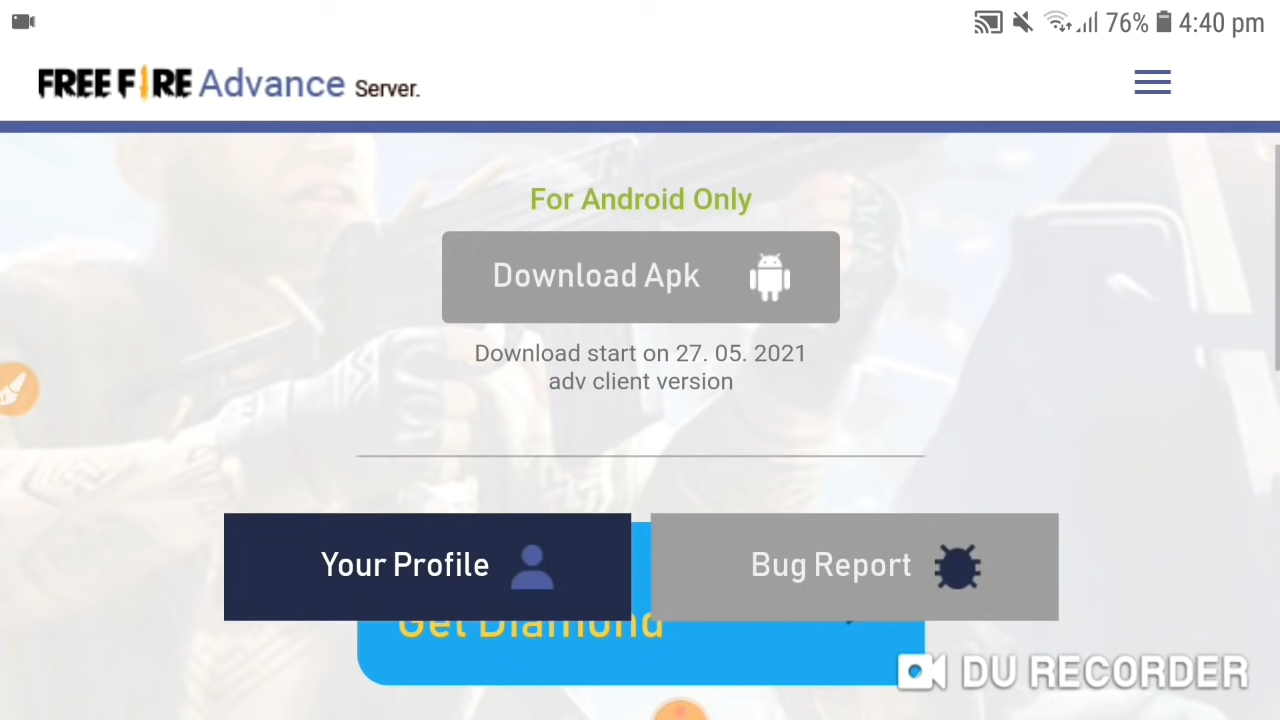 76% 4:40 pm
FREE FIRE Advance Server.
For Android Only
Download Apk
Download start on 27. 05. 2021
adv client version
Your Profile
Bug Report
Get Diamond
DU RECORDER